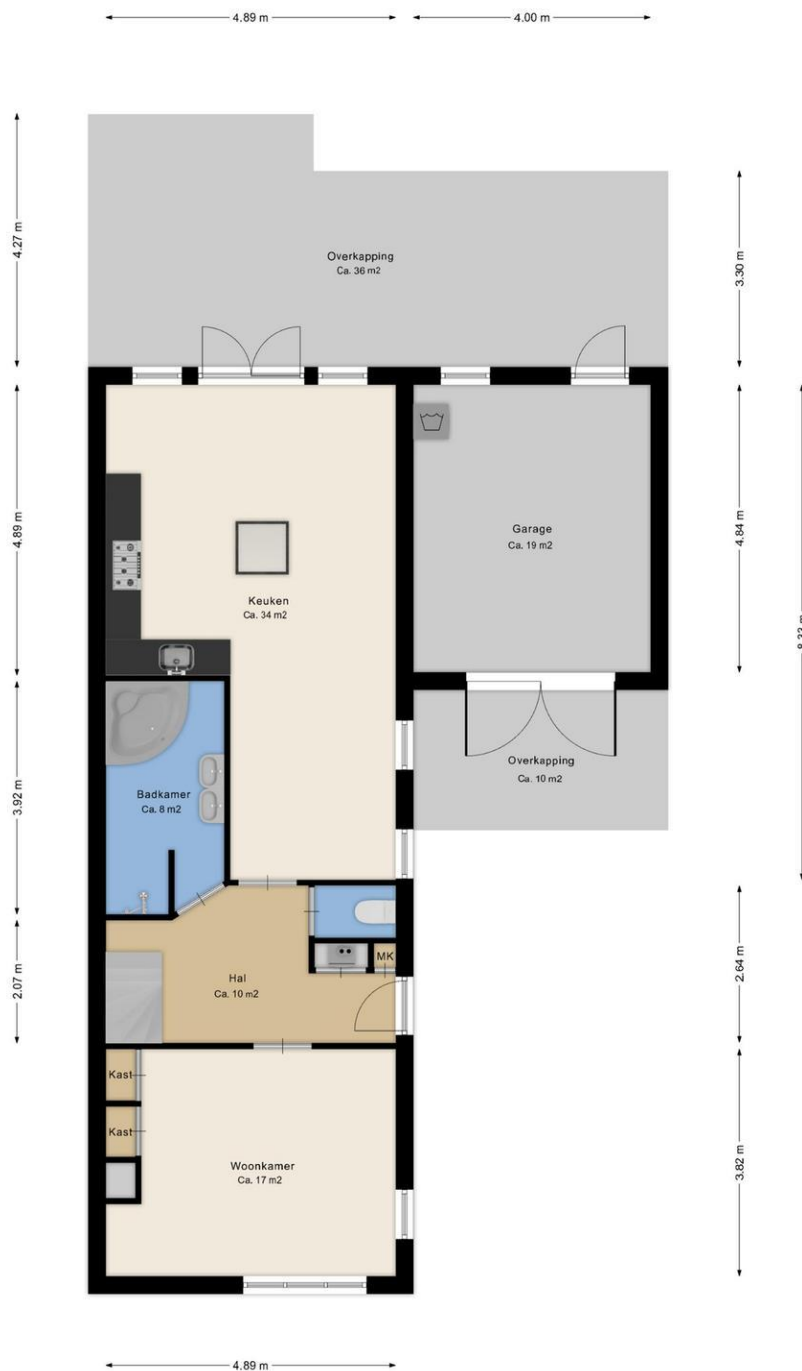 4.89 m
4.00 m
4.27 m
3.30 m
Overkapping
Ca. 36 m2
4.89 m
4.84 m
8.33 m
Garage
Ca. 19 m2
Keuken
Ca. 34 m2
Overkapping
Ca. 10 m2
3.92 m
Badkamer
Ca. 8 m2
MK
2.07 m
Hal
Ca. 10 m2
2.64 m
Kast
Kast
Woonkamer
Ca. 17 m2
3.82 m
4.89 m